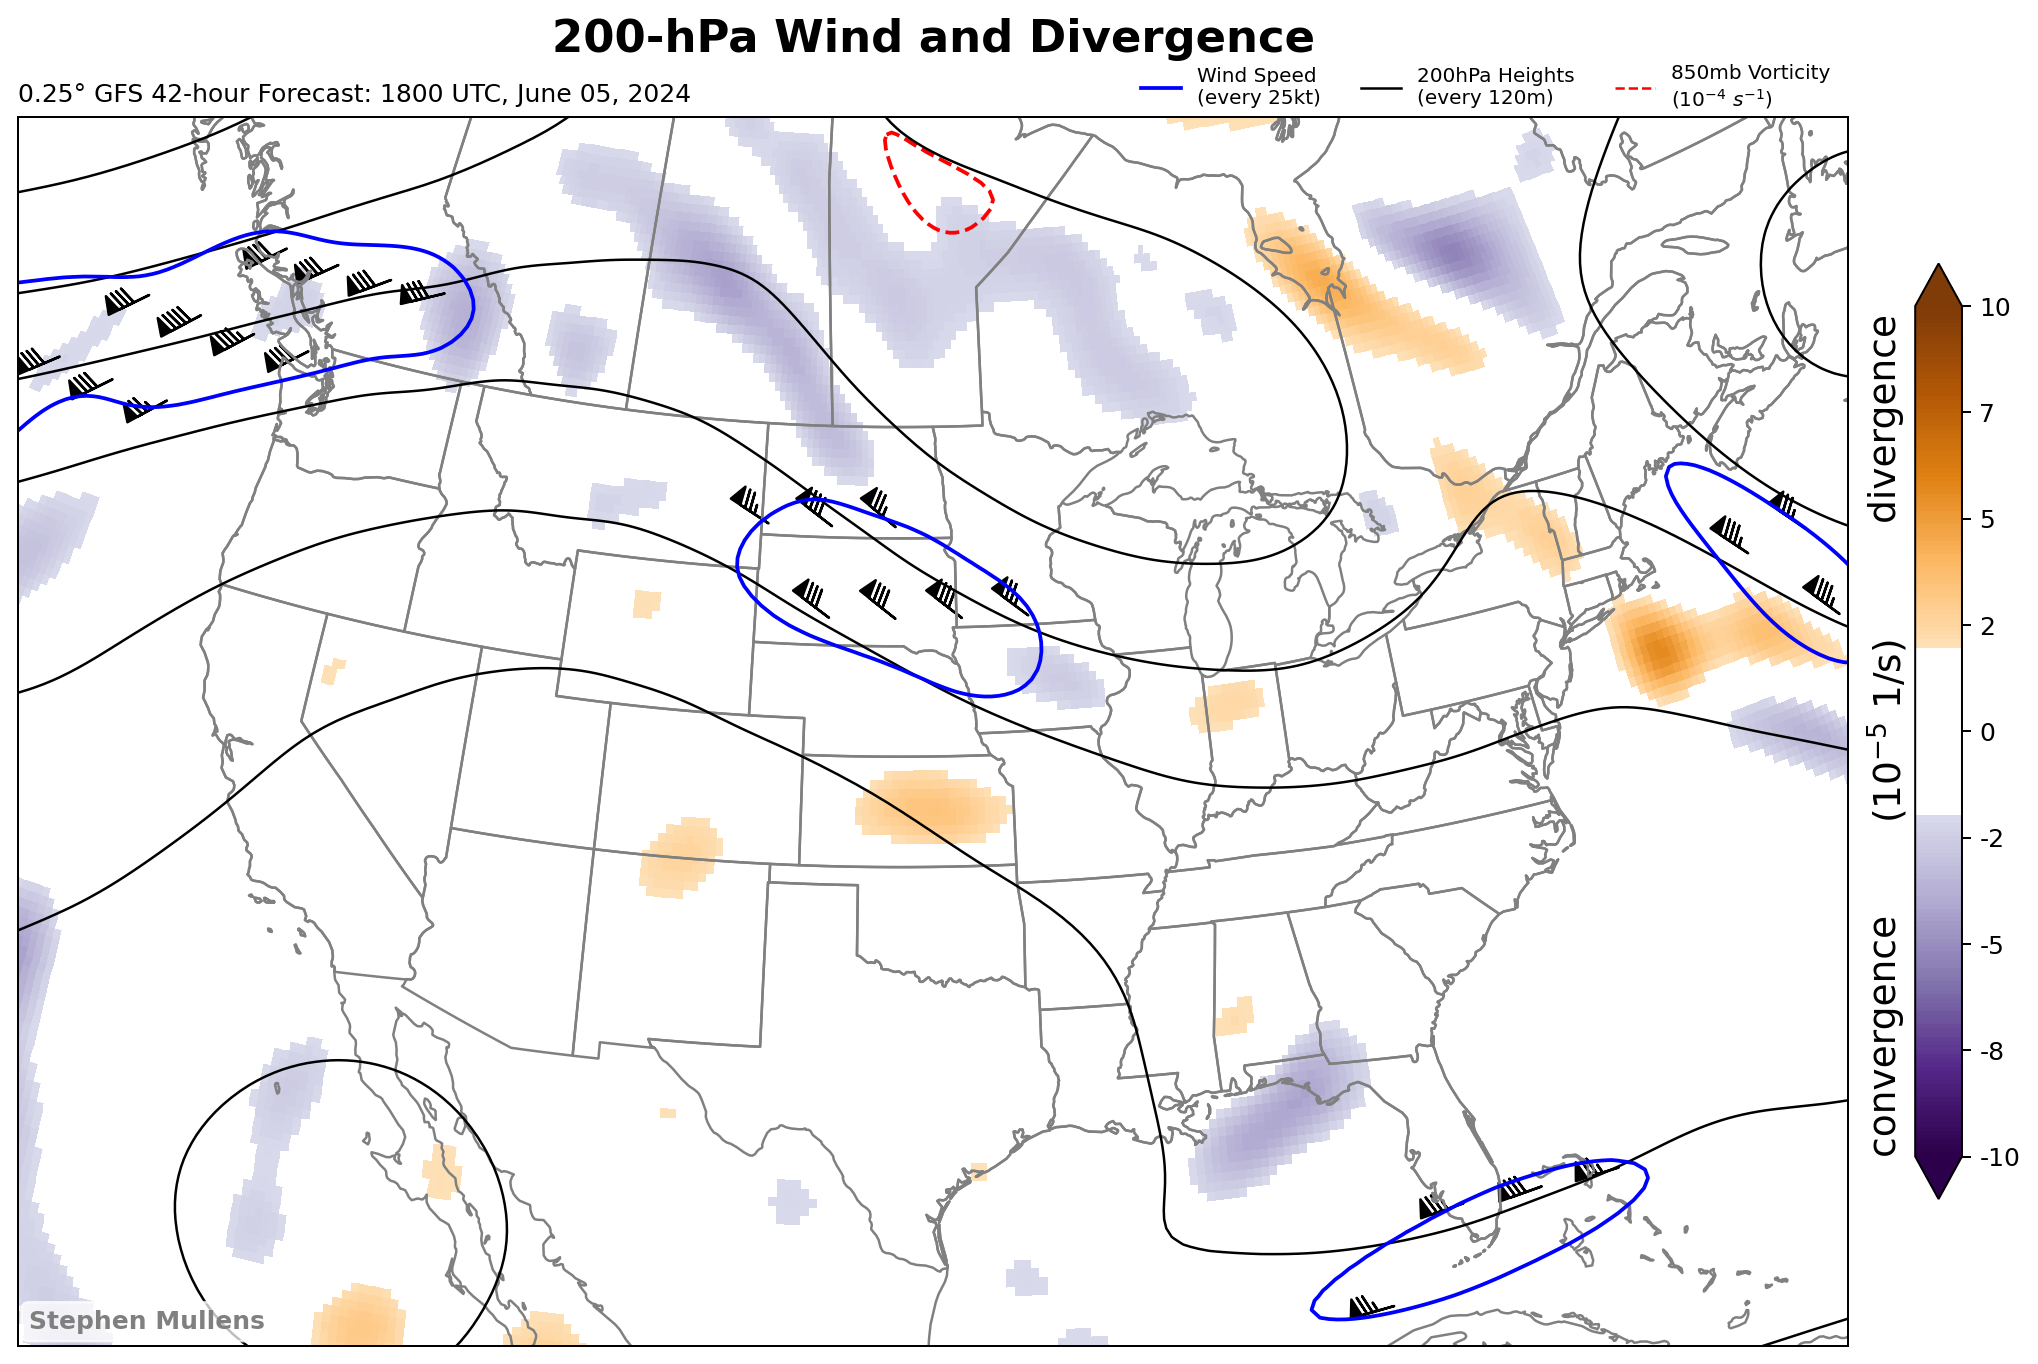 200-hPa Wind and Divergence
0.25° GFS 42-hour Forecast: 1800 UTC, June 05, 2024
Wind Speed
(every 25kt)
200hPa Heights
(every 120m)
850mb Vorticity
(10⁻⁴ s⁻¹)
10
7
5
2
0
-2
-5
-8
-10
convergence (10⁻⁵ 1/s) divergence
Stephen Mullens